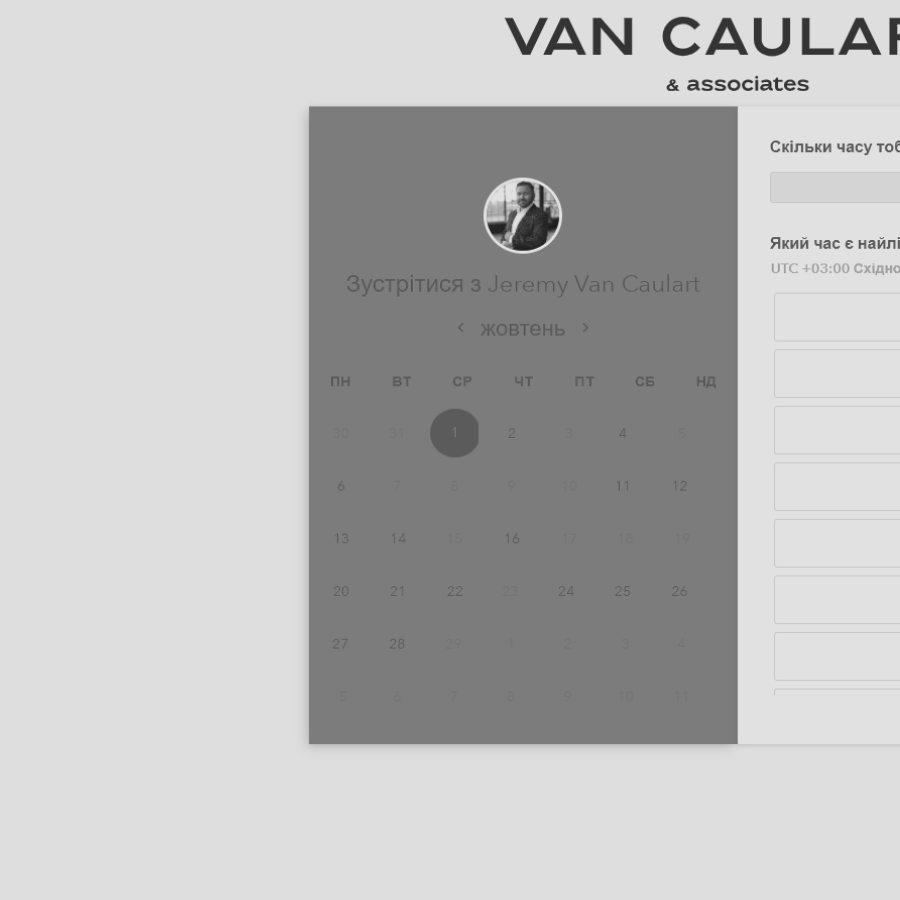 VAN CAULAR
& associates
Скільки часу тоб
Який час є найлі
UTC +03:00 Східно
Зустрітися з Jeremy Van Caulart
‹ жовтень ›
ПН ВТ СР ЧТ ПТ СБ НД
30 31 1 2 3 4 5
6 7 8 9 10 11 12
13 14 15 16 17 18 19
20 21 22 23 24 25 26
27 28 29 1 2 3 4
5 6 7 8 9 10 11